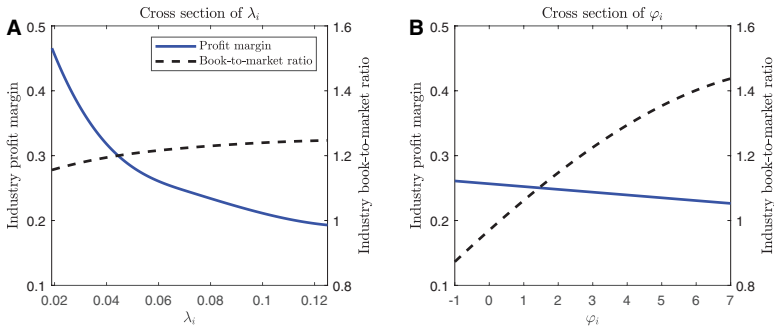 A
Cross section of λᵢ
Industry profit margin
0.5
0.4
0.3
0.2
0.1
Profit margin
Book-to-market ratio
1.6
1.4
1.2
1
0.8
Industry book-to-market ratio
0.02 0.04 0.06 0.08 0.1 0.12
λᵢ
B
Cross section of φᵢ
Industry profit margin
0.5
0.4
0.3
0.2
0.1
1.6
1.4
1.2
1
0.8
Industry book-to-market ratio
-1 0 1 2 3 4 5 6 7
φᵢ